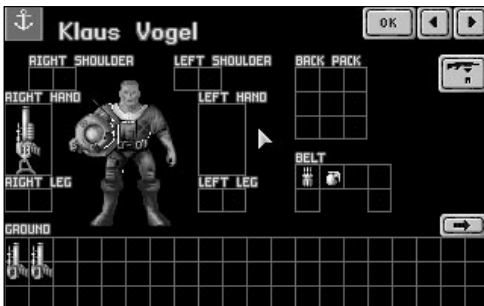 Klaus Vogel
OK
RIGHT SHOULDER
LEFT SHOULDER
BACK PACK
RIGHT HAND
LEFT HAND
BELT
RIGHT LEG
LEFT LEG
GROUND